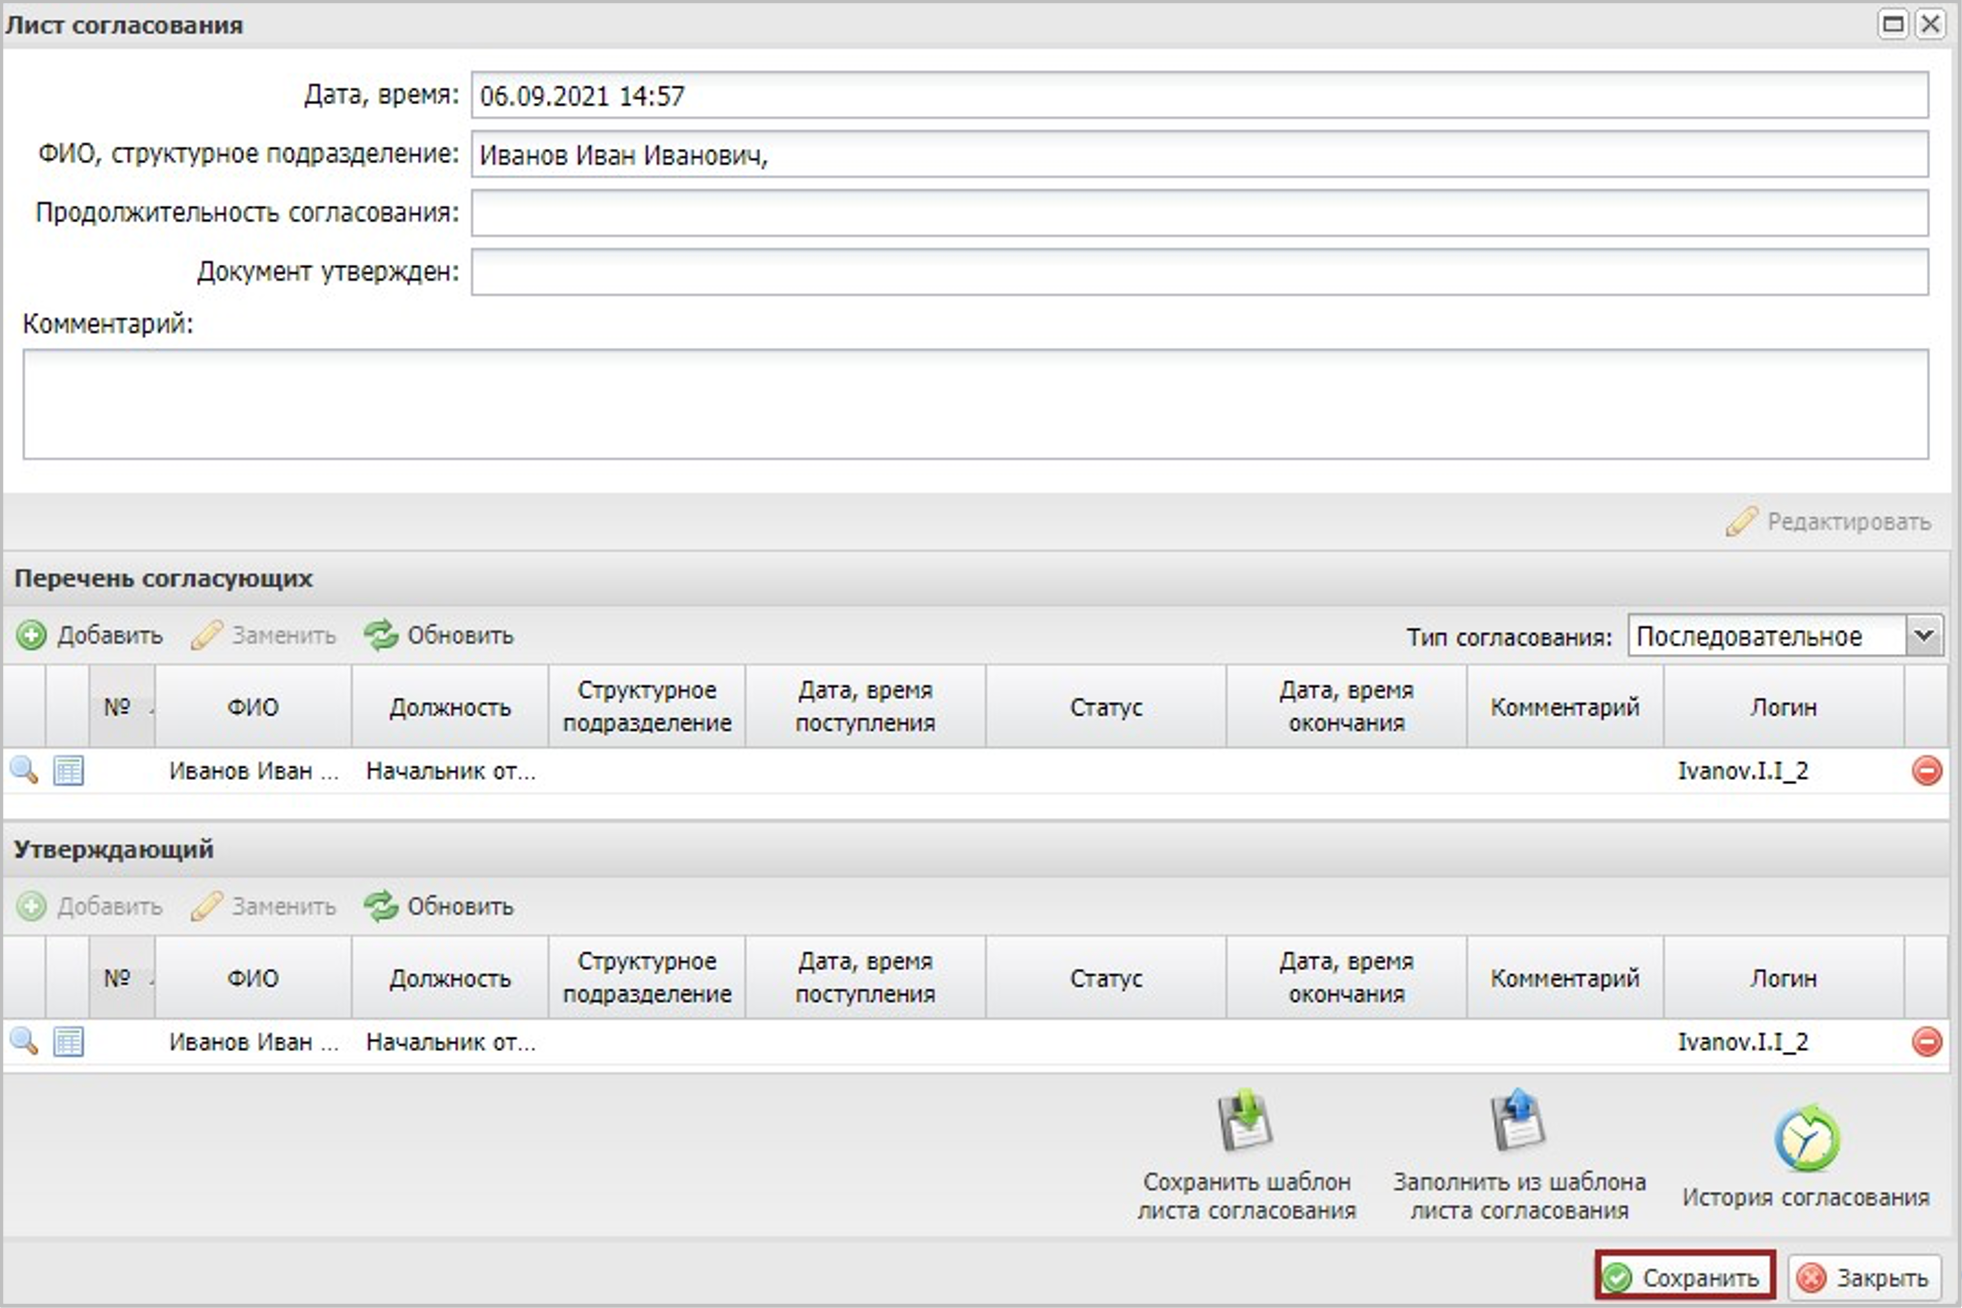 Лист согласования
Дата, время: 06.09.2021 14:57
ФИО, структурное подразделение: Иванов Иван Иванович,
Продолжительность согласования:
Документ утвержден:
Комментарий:
Редактировать
Перечень согласующих
Добавить Заменить Обновить Тип согласования: Последовательное
№ ФИО Должность Структурное подразделение Дата, время поступления Статус Дата, время окончания Комментарий Логин
Иванов Иван ... Начальник от... Ivanov.I.I_2
Утверждающий
Добавить Заменить Обновить
№ ФИО Должность Структурное подразделение Дата, время поступления Статус Дата, время окончания Комментарий Логин
Иванов Иван ... Начальник от... Ivanov.I.I_2
Сохранить шаблон
листа согласования
Заполнить из шаблона
листа согласования
История согласования
Сохранить Закрыть